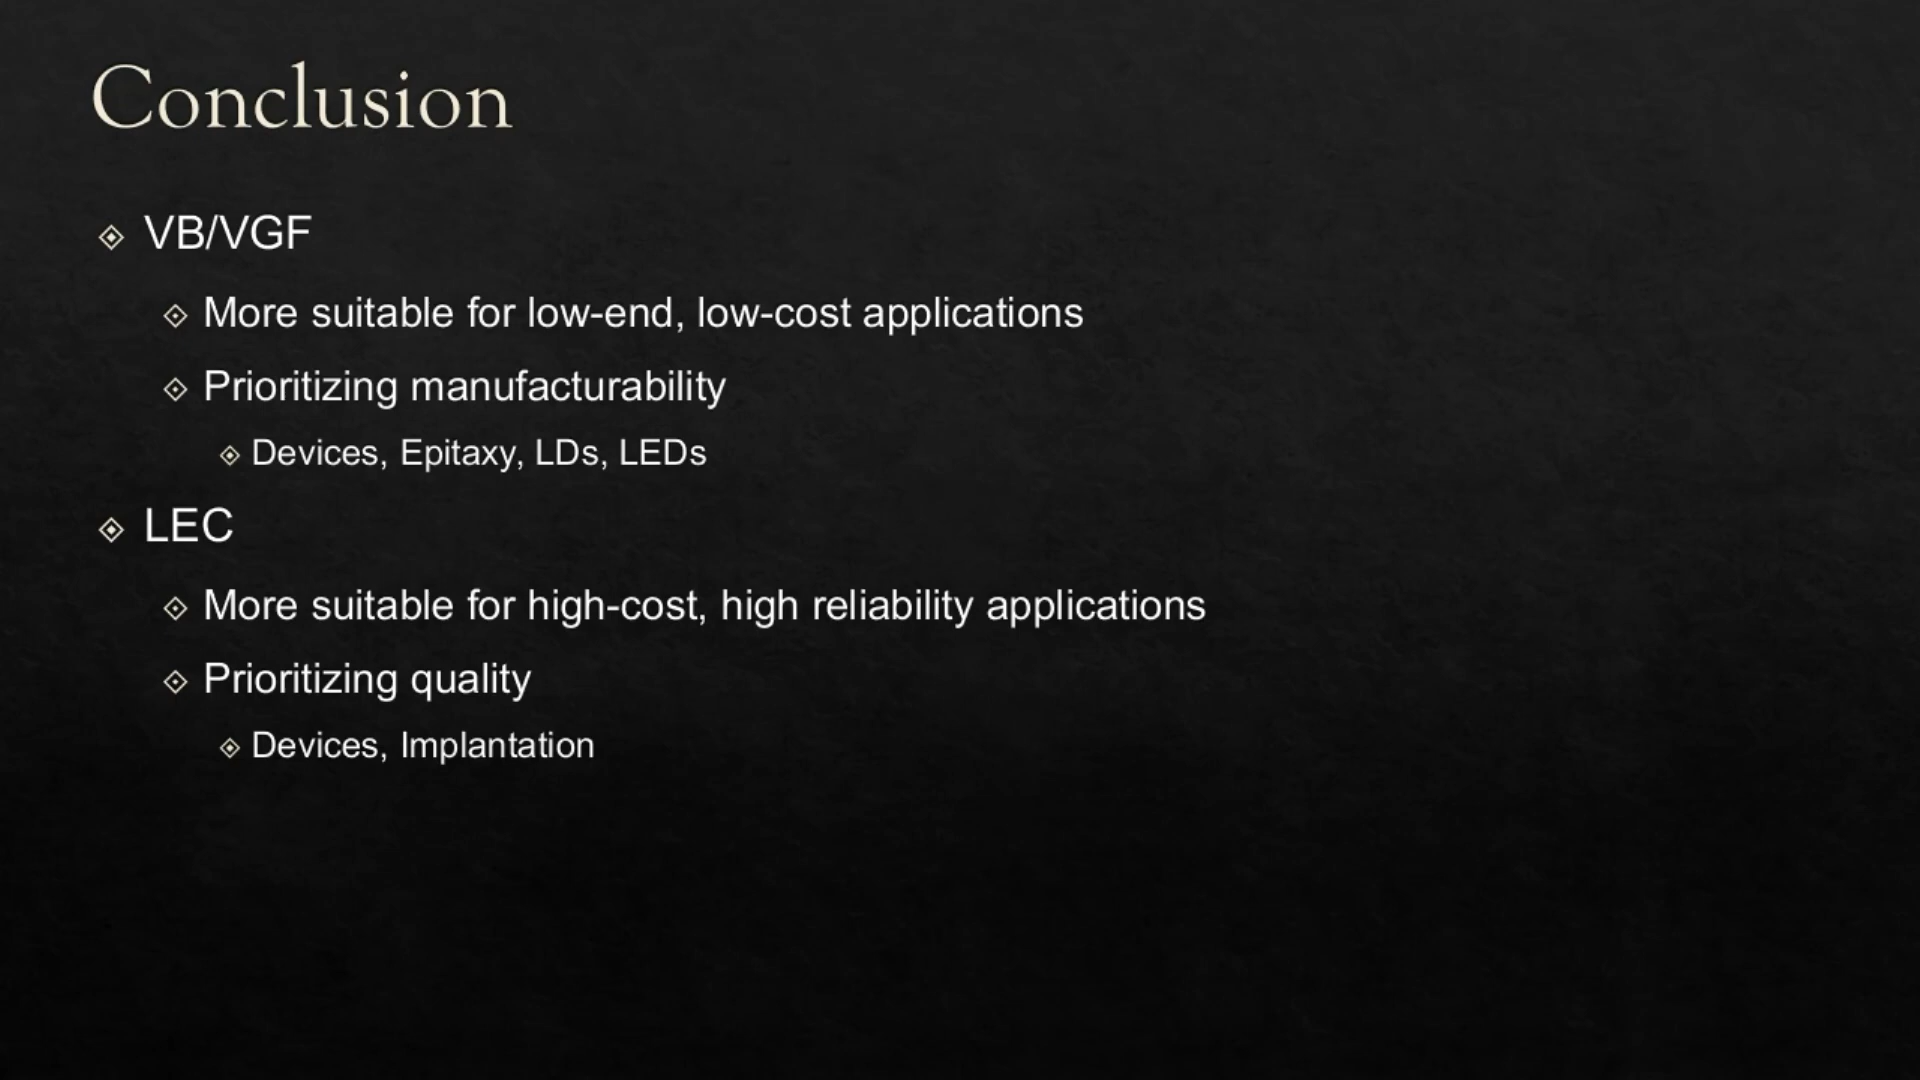 Conclusion
VB/VGF
More suitable for low-end, low-cost applications
Prioritizing manufacturability
Devices, Epitaxy, LDs, LEDs
LEC
More suitable for high-cost, high reliability applications
Prioritizing quality
Devices, Implantation